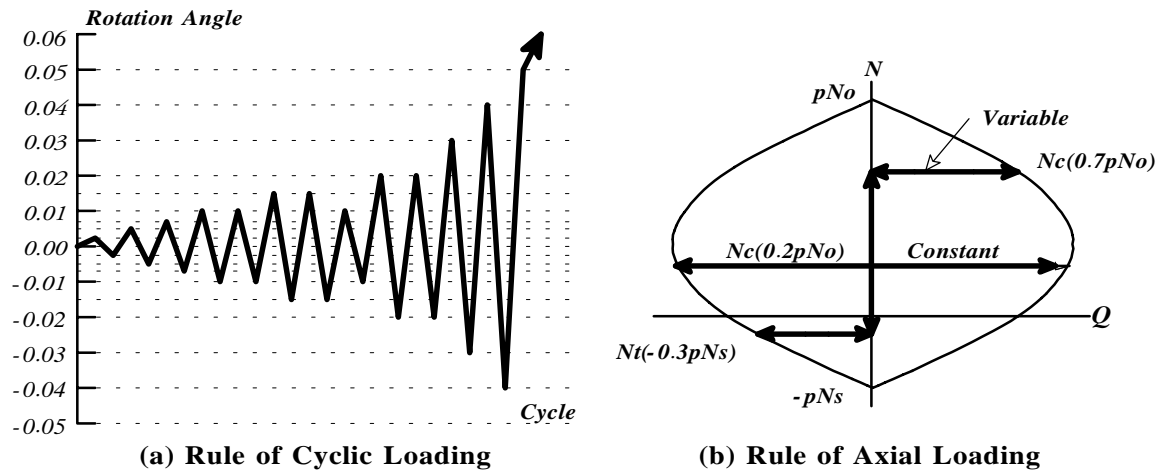 Rotation Angle
0.06
0.05
0.04
0.03
0.02
0.01
0.00
-0.01
-0.02
-0.03
-0.04
-0.05
Cycle
(a) Rule of Cyclic Loading
N
pNo
Variable
Nc(0.7pNo)
Nc(0.2pNo)
Constant
Q
Nt(-0.3pNs)
-pNs
(b) Rule of Axial Loading